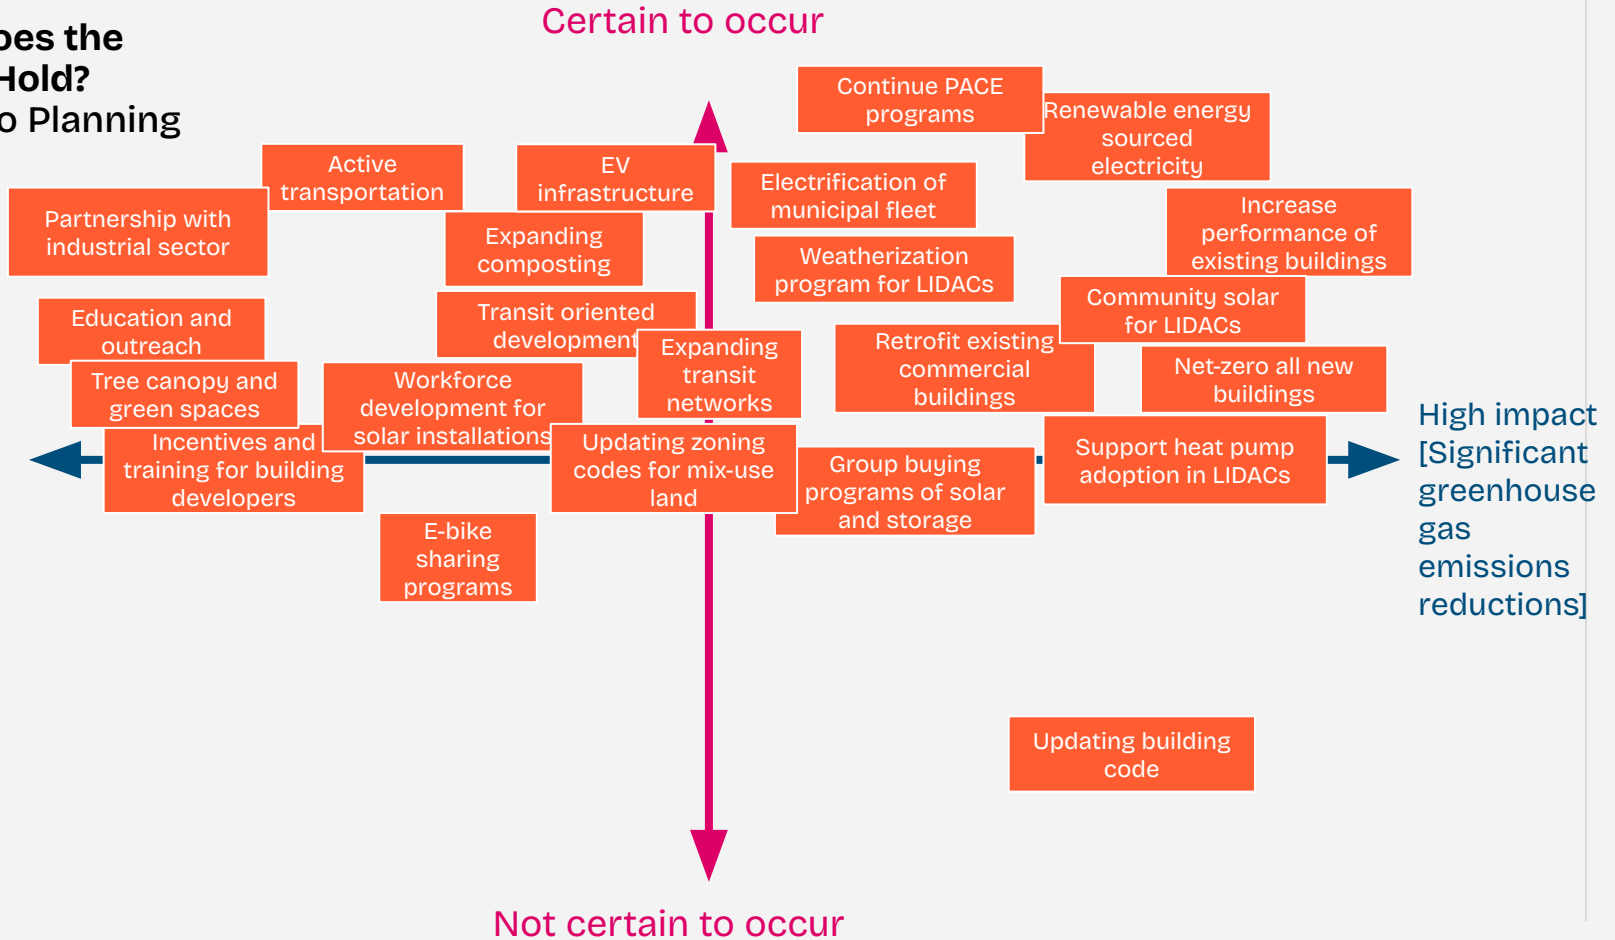 Certain to occur
oes the
Hold?
o Planning
Continue PACE
programs
Renewable energy
sourced
electricity
Active
transportation
EV
infrastructure
Electrification of
municipal fleet
Partnership with
industrial sector
Increase
performance of
existing buildings
Expanding
composting
Weatherization
program for LIDACs
Education and
outreach
Transit oriented
development
Community solar
for LIDACs
Expanding
transit
networks
Retrofit existing
commercial
buildings
Net-zero all new
buildings
Tree canopy and
green spaces
Workforce
development for
solar installations
High impact
[Significant
greenhouse
gas
emissions
reductions]
Incentives and
training for building
developers
Updating zoning
codes for mix-use
land
Group buying
programs of solar
and storage
Support heat pump
adoption in LIDACs
E-bike
sharing
programs
Updating building
code
Not certain to occur